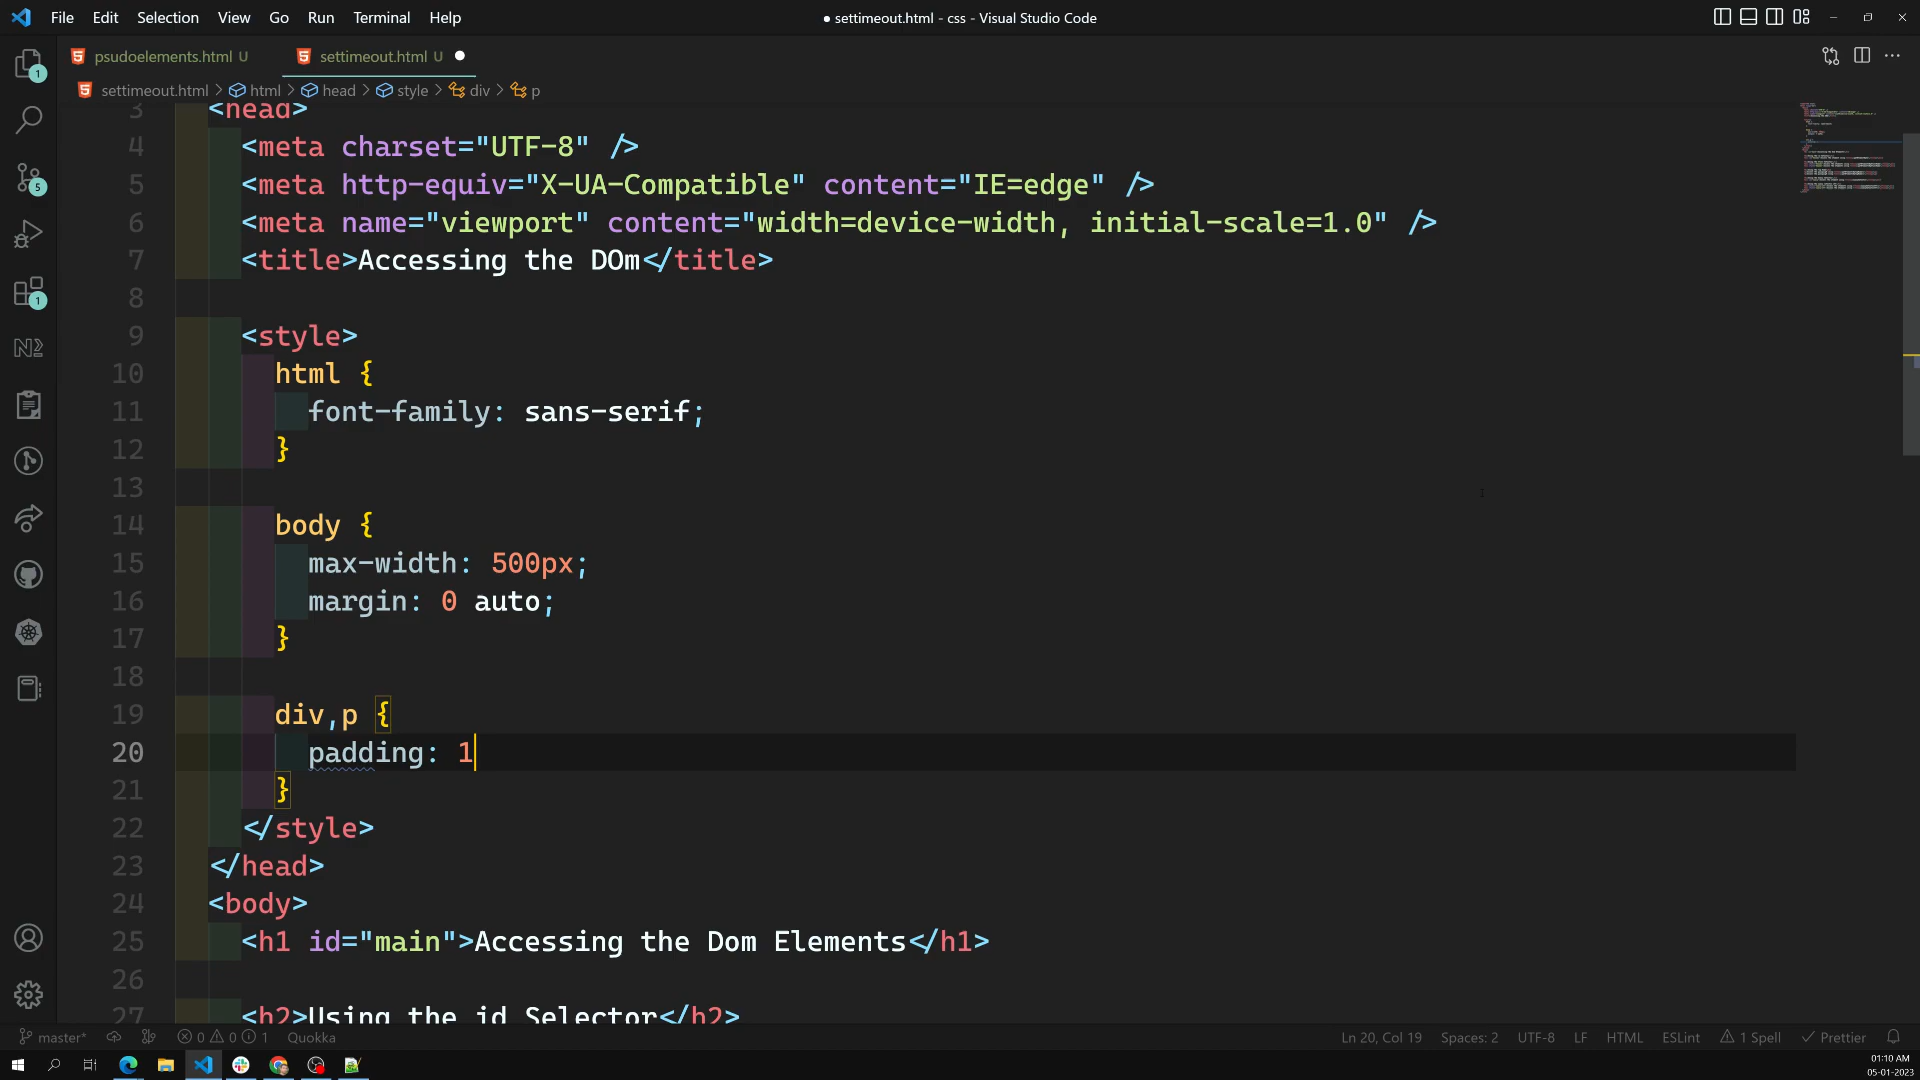 File Edit Selection View Go Run Terminal Help
● settimeout.html - css - Visual Studio Code
psudoelements.html U
settimeout.html U
settimeout.html > html > head > style > div > p
3 <head>
4 <meta charset="UTF-8" />
5 <meta http-equiv="X-UA-Compatible" content="IE=edge" />
6 <meta name="viewport" content="width=device-width, initial-scale=1.0" />
7 <title>Accessing the DOm</title>
8
9 <style>
10 html {
11 font-family: sans-serif;
12 }
13
14 body {
15 max-width: 500px;
16 margin: 0 auto;
17 }
18
19 div,p {
20 padding: 1
21 }
22 </style>
23 </head>
24 <body>
25 <h1 id="main">Accessing the Dom Elements</h1>
26
27 <h2>Using the id Selector</h2>
1
5
1
master* 0 0 1 Quokka
Ln 20, Col 19 Spaces: 2 UTF-8 LF HTML ESLint 1 Spell Prettier
01:10 AM
05-01-2023